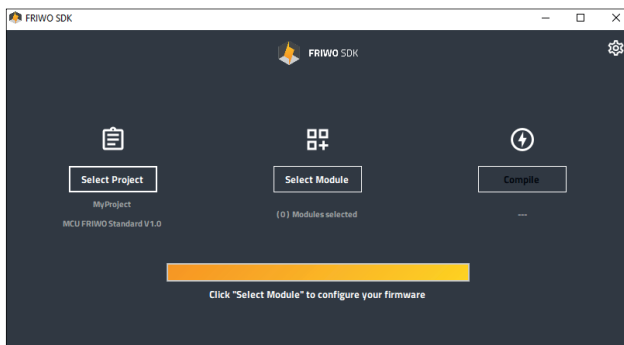 FRIWO SDK
FRIWO SDK
Select Project
Select Module
Compile
MyProject
(0) Modules selected
---
MCU FRIWO Standard V1.0
Click "Select Module" to configure your firmware